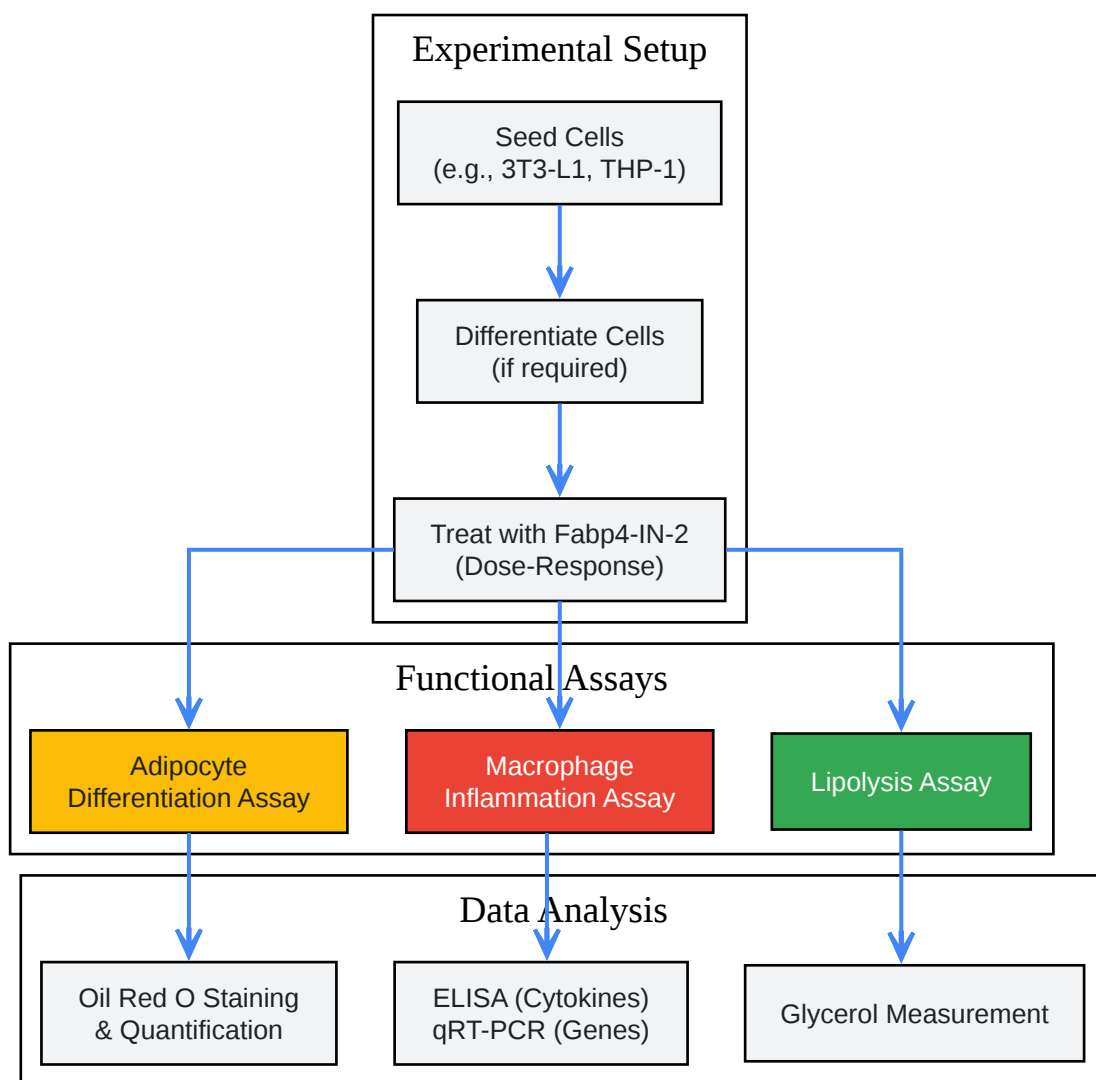 Experimental Setup
Seed Cells
(e.g., 3T3-L1, THP-1)
Differentiate Cells
(if required)
Treat with Fabp4-IN-2
(Dose-Response)
Functional Assays
Adipocyte
Differentiation Assay
Macrophage
Inflammation Assay
Lipolysis Assay
Data Analysis
Oil Red O Staining
& Quantification
ELISA (Cytokines)
qRT-PCR (Genes)
Glycerol Measurement